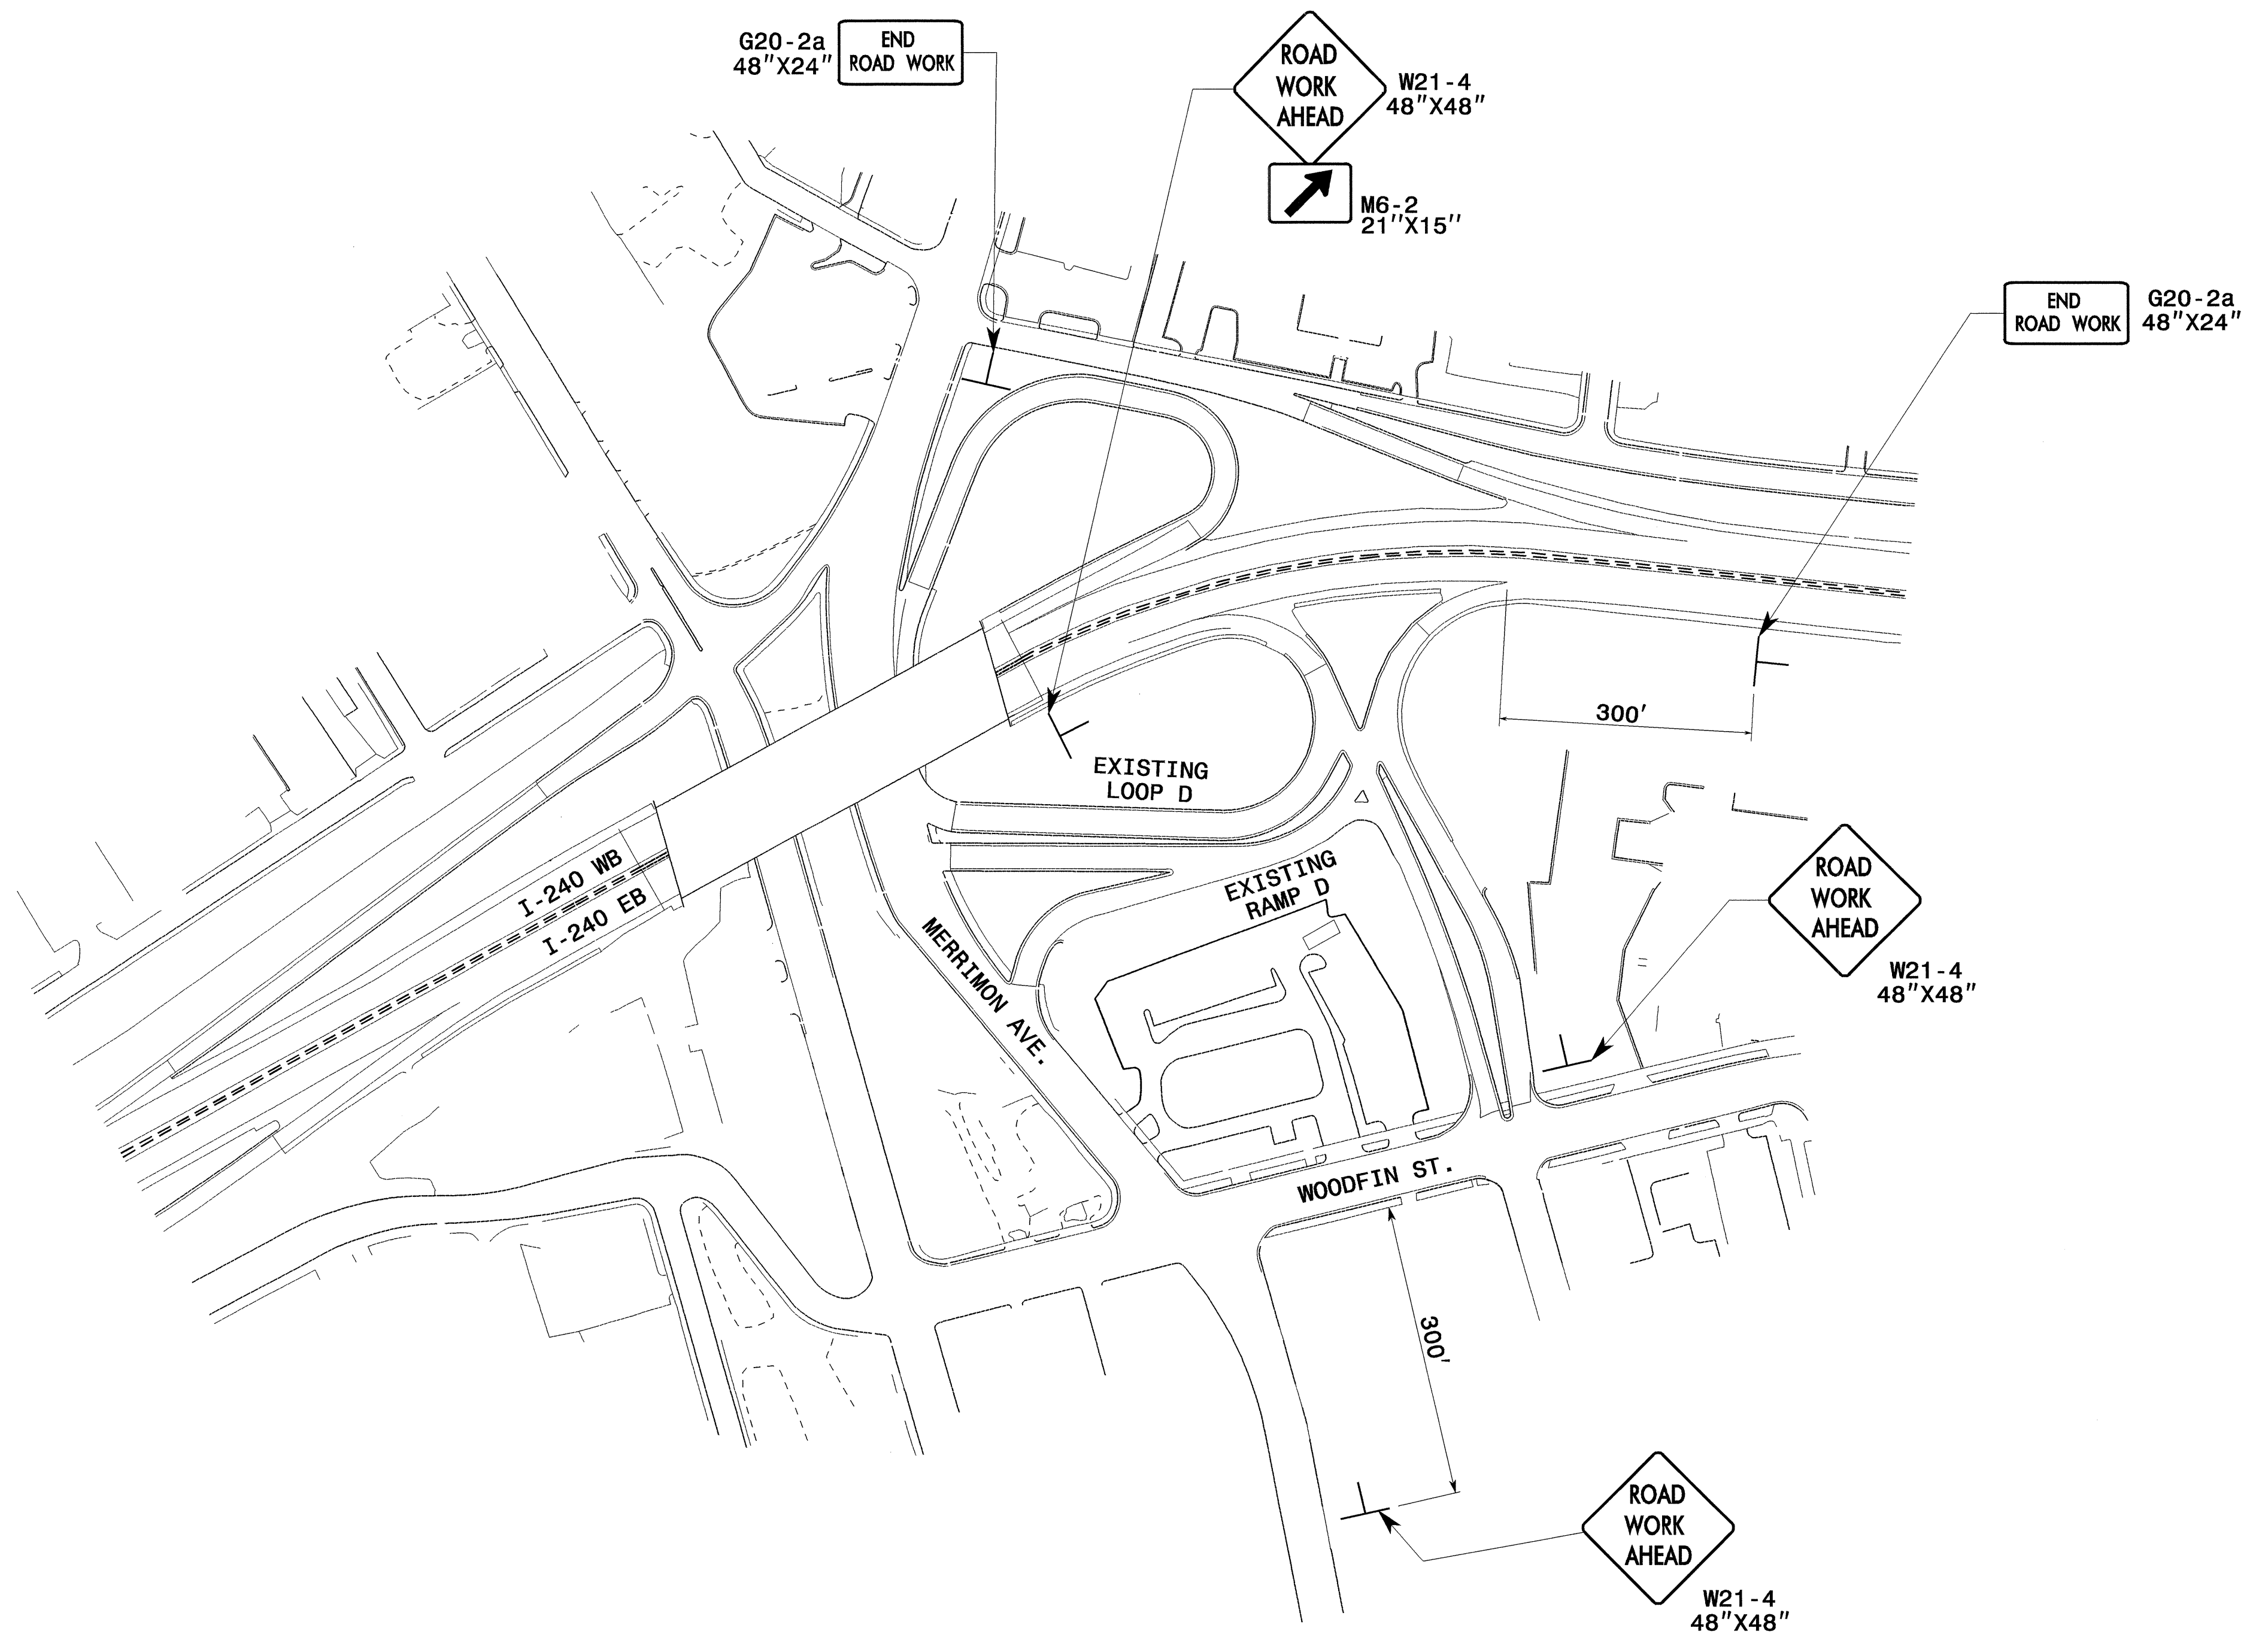 G20-2a
48"X24"
END
ROAD WORK
ROAD
WORK
AHEAD
W21-4
48"X48"
M6-2
21"X15"
END
ROAD WORK
G20-2a
48"X24"
300'
EXISTING
LOOP D
I-240 WB
I-240 EB
EXISTING
RAMP D
MERRIMON AVE.
ROAD
WORK
AHEAD
W21-4
48"X48"
WOODFIN ST.
300'
ROAD
WORK
AHEAD
W21-4
48"X48"